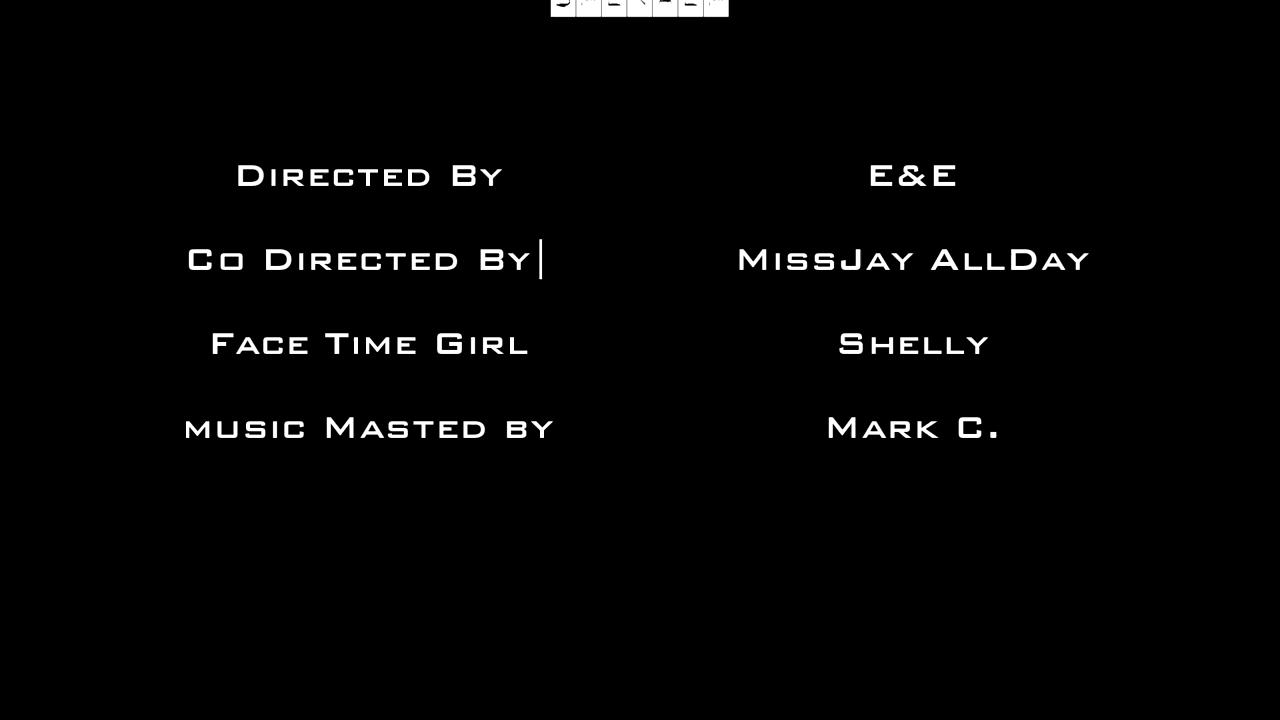 Directed By E&E
Co Directed By MissJay AllDay
Face Time Girl Shelly
music Masted by Mark C.